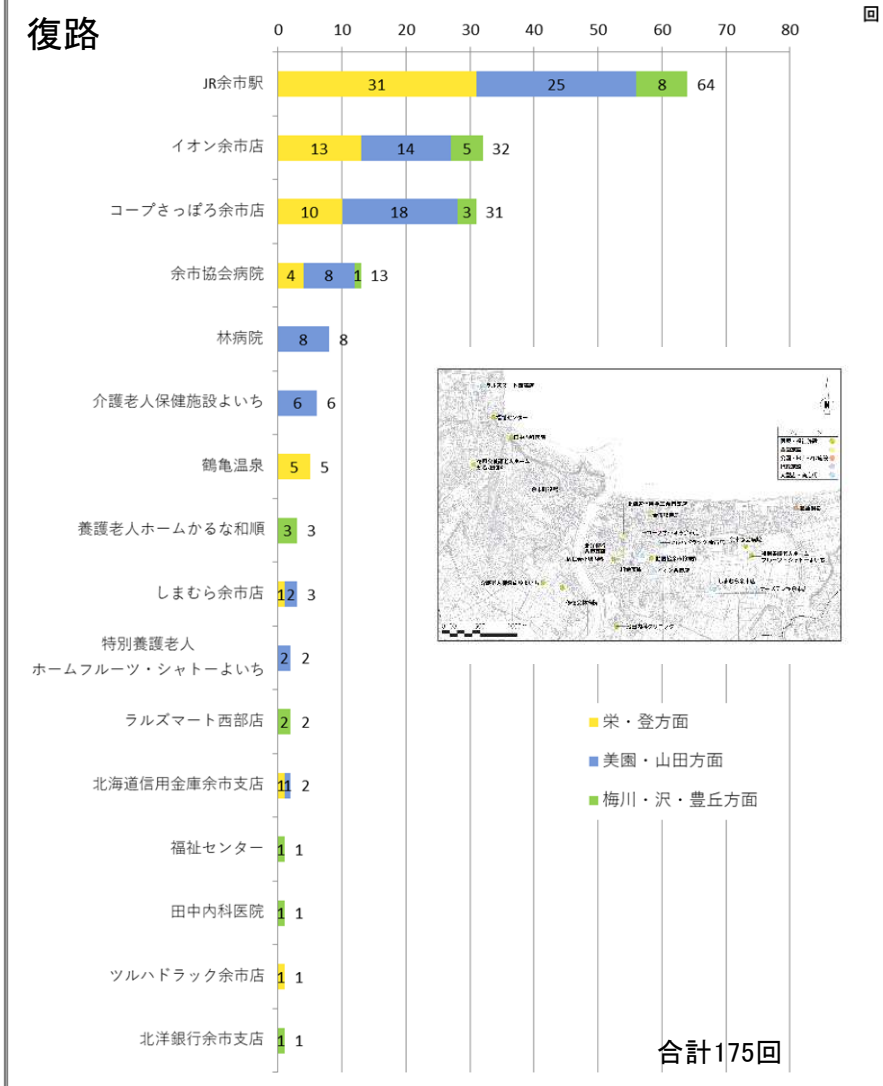 回
復路
0 10 20 30 40 50 60 70 80
JR余市駅 31 25 8 64
イオン余市店 13 14 5 32
コープさっぽろ余市店 10 18 3 31
余市協会病院 4 8 1 13
林病院 8 8
介護老人保健施設よいち 6 6
鶴亀温泉 5 5
養護老人ホームかるな和順 3 3
しまむら余市店 1 2 3
特別養護老人
ホームフルーツ・シャトーよいち 2 2
ラルズマート西部店 2 2
北海道信用金庫余市支店 1 1 2
福祉センター 1 1
田中内科医院 1 1
ツルハドラック余市店 1 1
北洋銀行余市支店 1 1
栄・登方面
美園・山田方面
梅川・沢・豊丘方面
合計175回